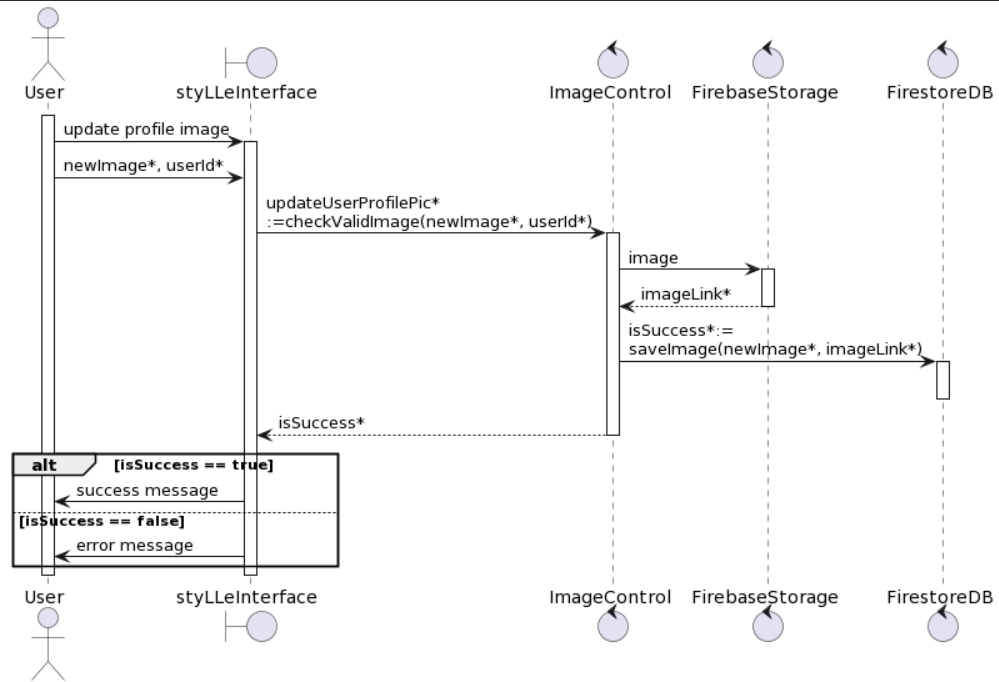 User
styLLeInterface
ImageControl
FirebaseStorage
FirestoreDB
update profile image
newImage*, userId*
updateUserProfilePic*
:=checkValidImage(newImage*, userId*)
image
imageLink*
isSuccess*:=
saveImage(newImage*, imageLink*)
isSuccess*
alt [isSuccess == true]
success message
[isSuccess == false]
error message
User
styLLeInterface
ImageControl
FirebaseStorage
FirestoreDB